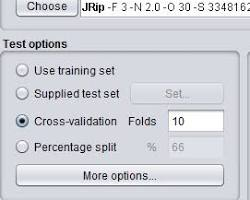 Choose JRip -F 3 -N 2.0 -O 30 -S 3348162
Test options
Use training set
Supplied test set Set...
Cross-validation Folds 10
Percentage split % 66
More options...